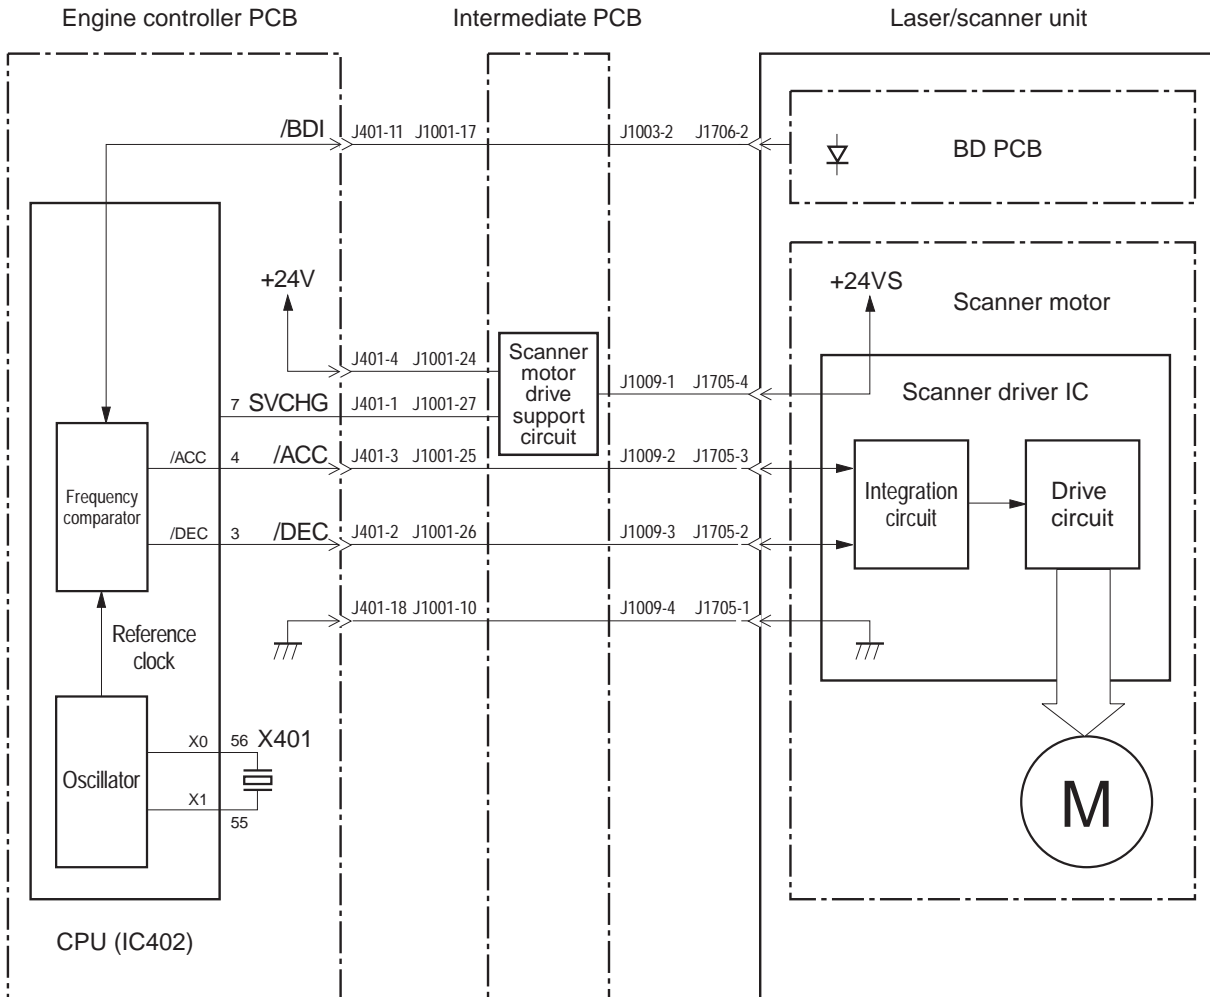 Engine controller PCB
Intermediate PCB
Laser/scanner unit
/BDI
J401-11 J1001-17
J1003-2 J1706-2
BD PCB
+24V
+24VS
Scanner motor
J401-4 J1001-24
Scanner
motor
drive
support
circuit
J1009-1 J1705-4
Scanner driver IC
7 SVCHG
J401-1 J1001-27
/ACC
4
/ACC
J401-3 J1001-25
J1009-2 J1705-3
Frequency
comparator
Integration
circuit
Drive
circuit
/DEC
3
/DEC
J401-2 J1001-26
J1009-3 J1705-2
J401-18 J1001-10
J1009-4 J1705-1
Reference
clock
X0
56 X401
Oscillator
X1
55
M
CPU (IC402)